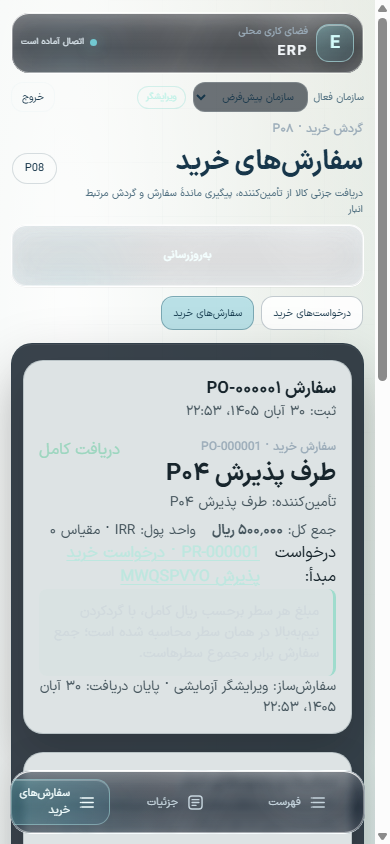 فضای کاری محلی
ERP
E
اتصال آماده است
سازمان فعال
سازمان پیش‌فرض
ویرایشگر
خروج
گردش خرید · P۰۸
سفارش‌های خرید
P08
دریافت جزئی کالا از تأمین‌کننده، پیگیری ماندهٔ سفارش و گردش مرتبط
انبار
به‌روزرسانی
درخواست‌های خرید
سفارش‌های خرید
سفارش PO-۰۰۰۰۰۱
ثبت: ۳۰ آبان ۱۴۰۵، ۲۲:۵۳
سفارش خرید · PO-000001
دریافت کامل
طرف پذیرش P۰۴
تأمین‌کننده: طرف پذیرش P۰۴
جمع کل: ۵۰۰٬۰۰۰ ریال واحد پول: IRR · مقیاس ۰
درخواست مبدأ:
PR-000001 · درخواست خرید
پذیرش MWQSPVYO
مبلغ هر سطر برحسب ریال کامل، با گردکردن
نیم‌به‌بالا در همان سطر محاسبه شده است؛ جمع
سفارش برابر مجموع سطرهاست.
سفارش‌ساز: ویرایشگر آزمایشی · پایان دریافت: ۳۰ آبان
۱۴۰۵، ۲۲:۵۳
فهرست
جزئیات
سفارش‌های
خرید